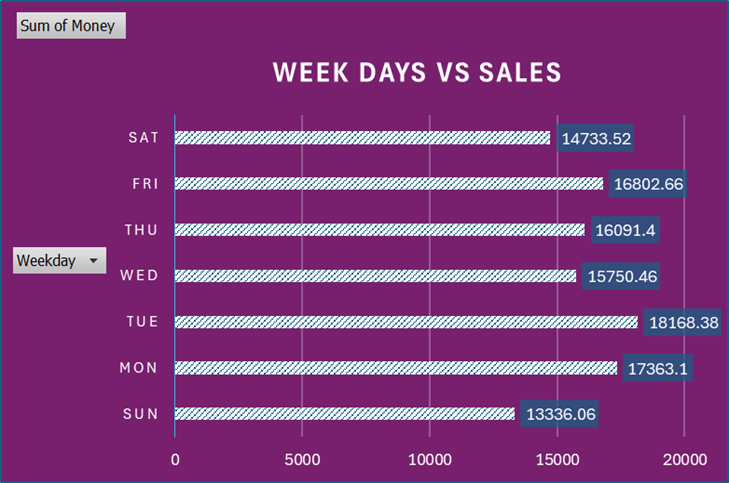 Sum of Money
WEEK DAYS VS SALES
SAT 14733.52
FRI 16802.66
THU 16091.4
Weekday
WED 15750.46
TUE 18168.38
MON 17363.1
SUN 13336.06
0 5000 10000 15000 20000